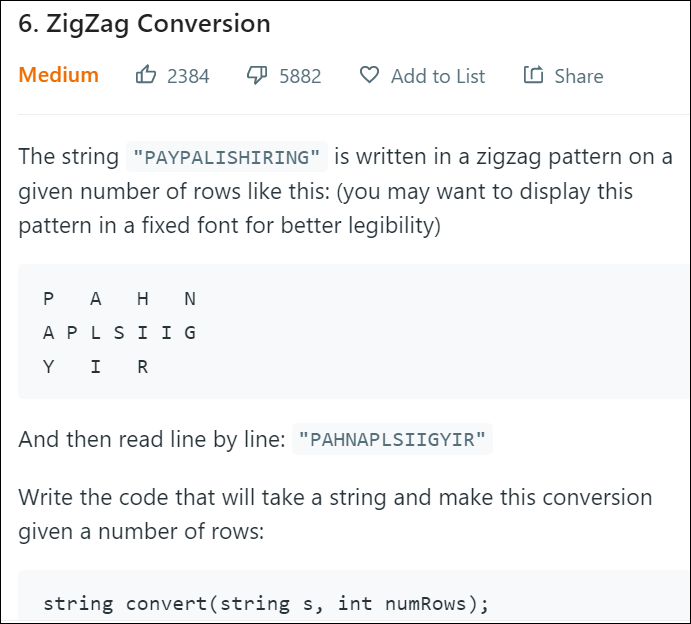 6. ZigZag Conversion
Medium 2384 5882 Add to List Share
The string "PAYPALISHIRING" is written in a zigzag pattern on a
given number of rows like this: (you may want to display this
pattern in a fixed font for better legibility)
P   A   H   N
A P L S I I G
Y   I   R
And then read line by line: "PAHNAPLSIIGYIR"
Write the code that will take a string and make this conversion
given a number of rows:
string convert(string s, int numRows);